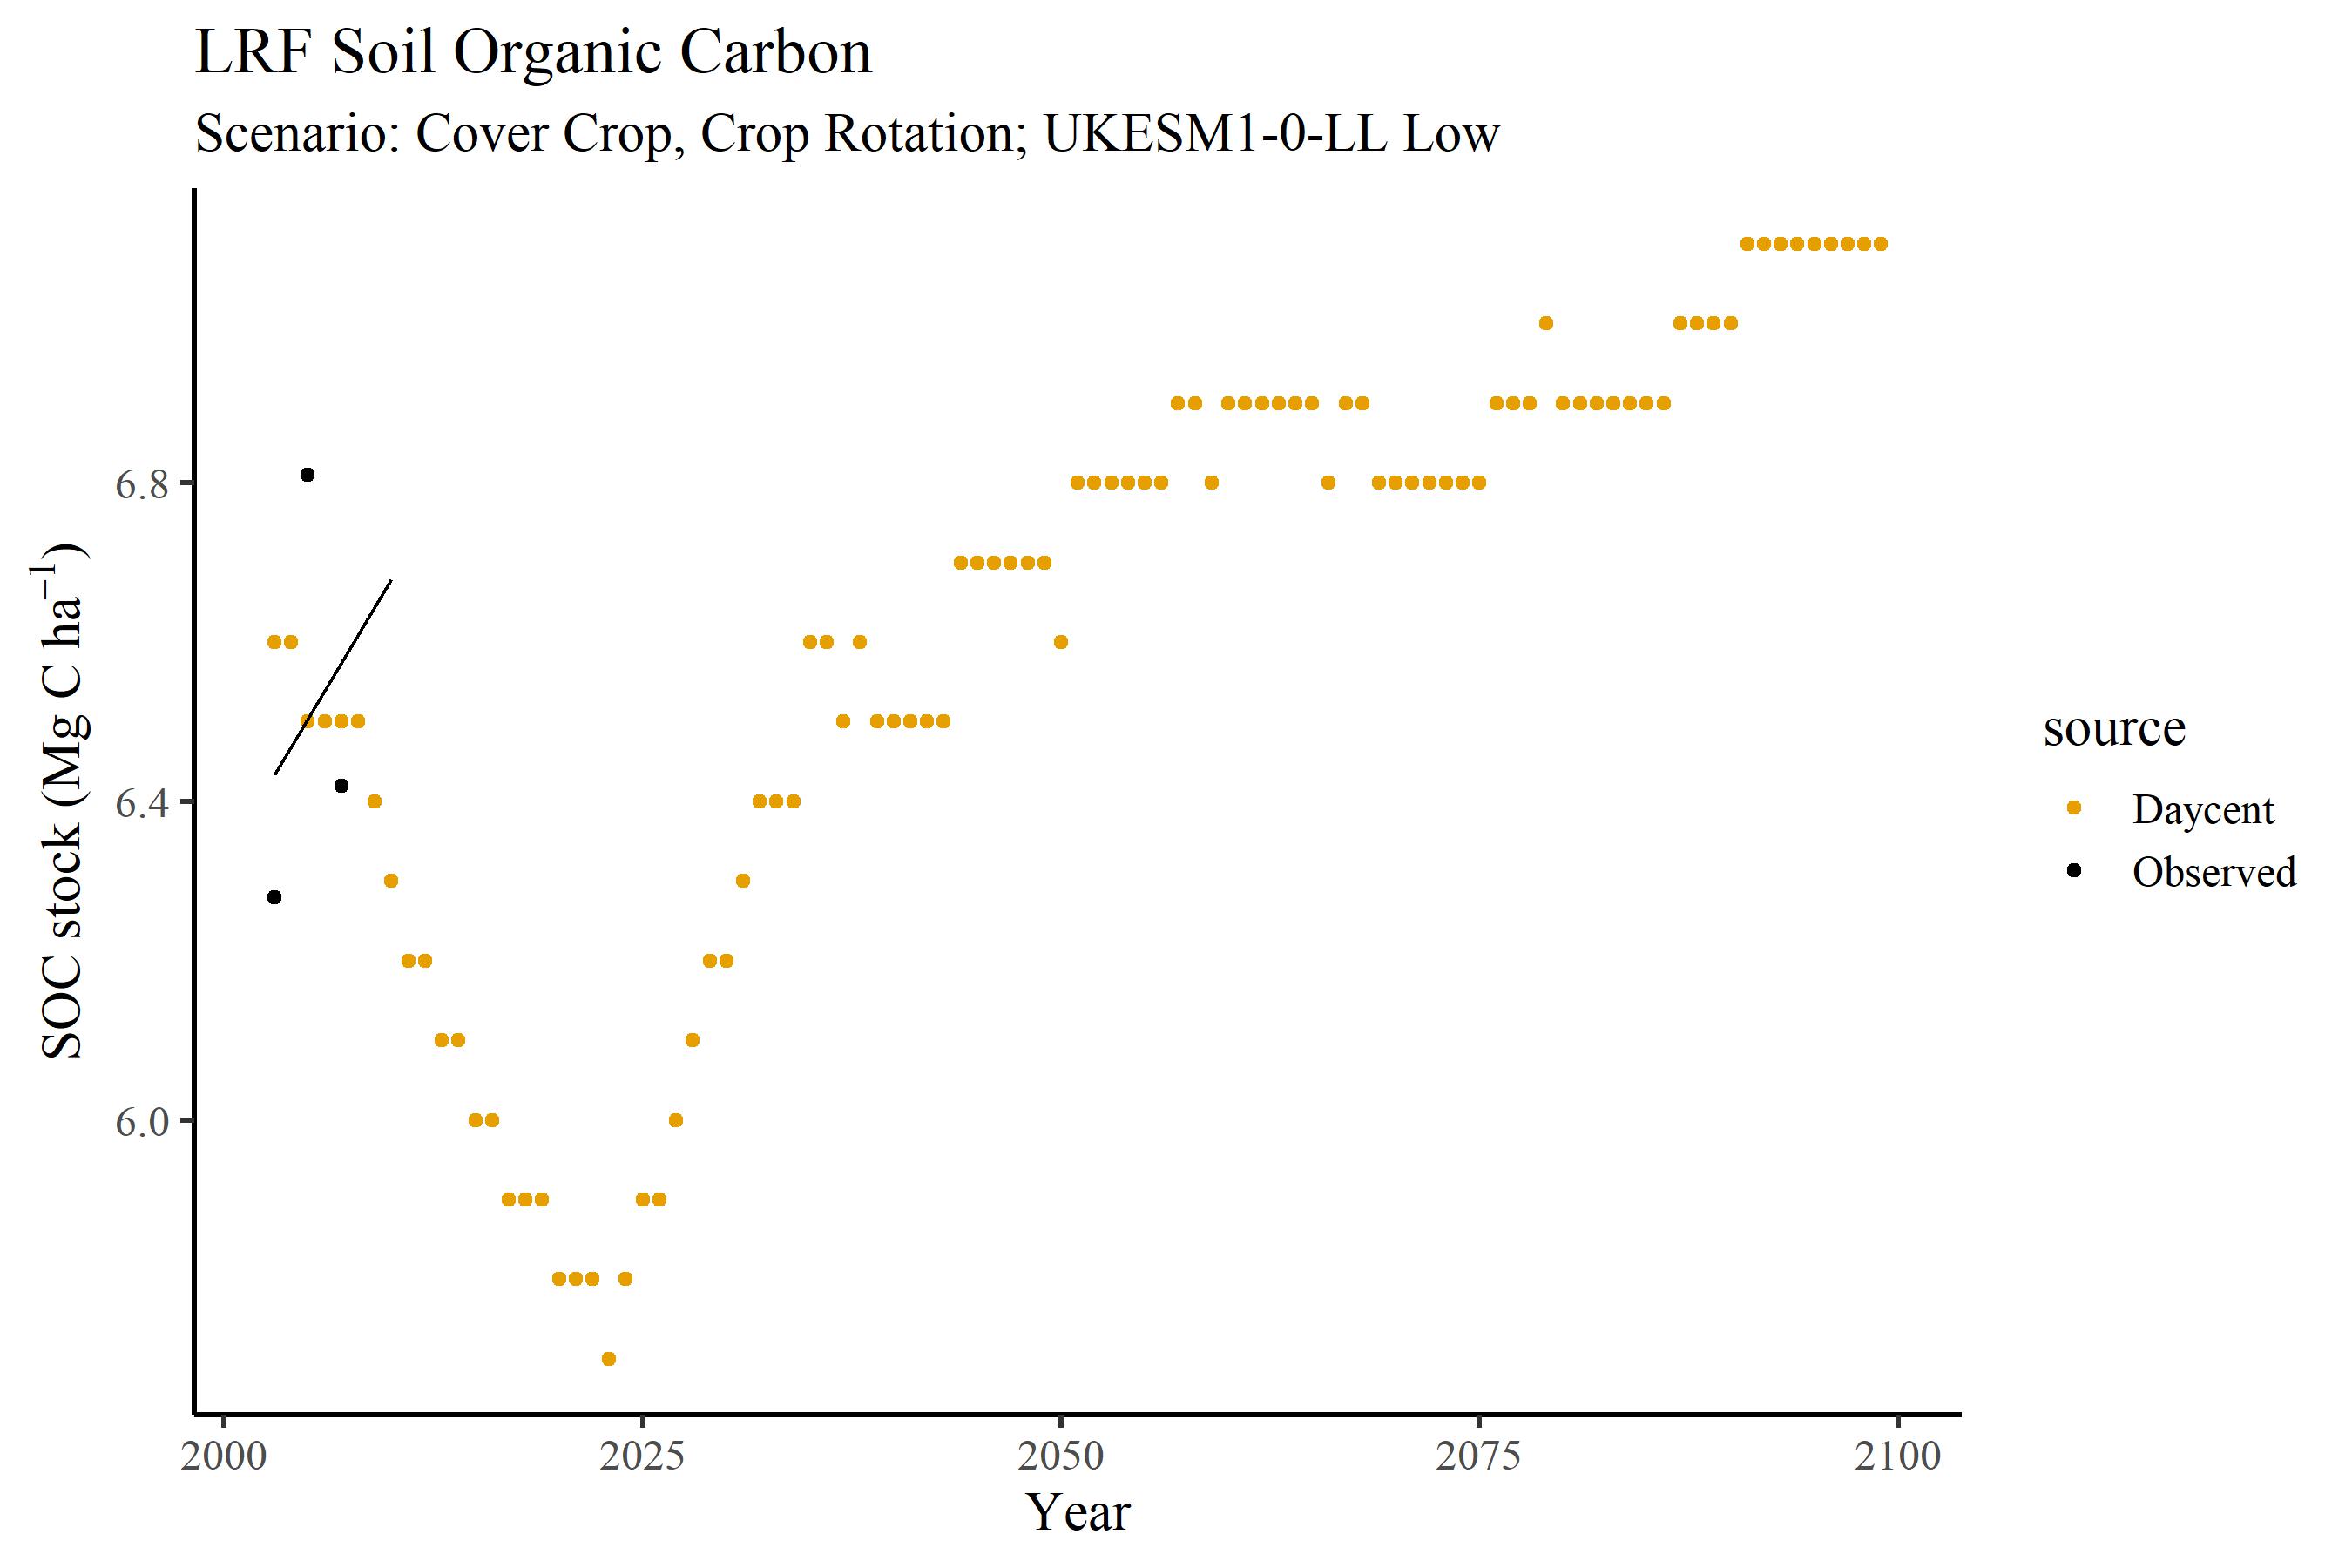 LRF Soil Organic Carbon
Scenario: Cover Crop, Crop Rotation; UKESM1-0-LL Low
SOC stock (Mg C ha⁻¹)
6.8
6.4
6.0
2000
2025
2050
2075
2100
Year
source
Daycent
Observed